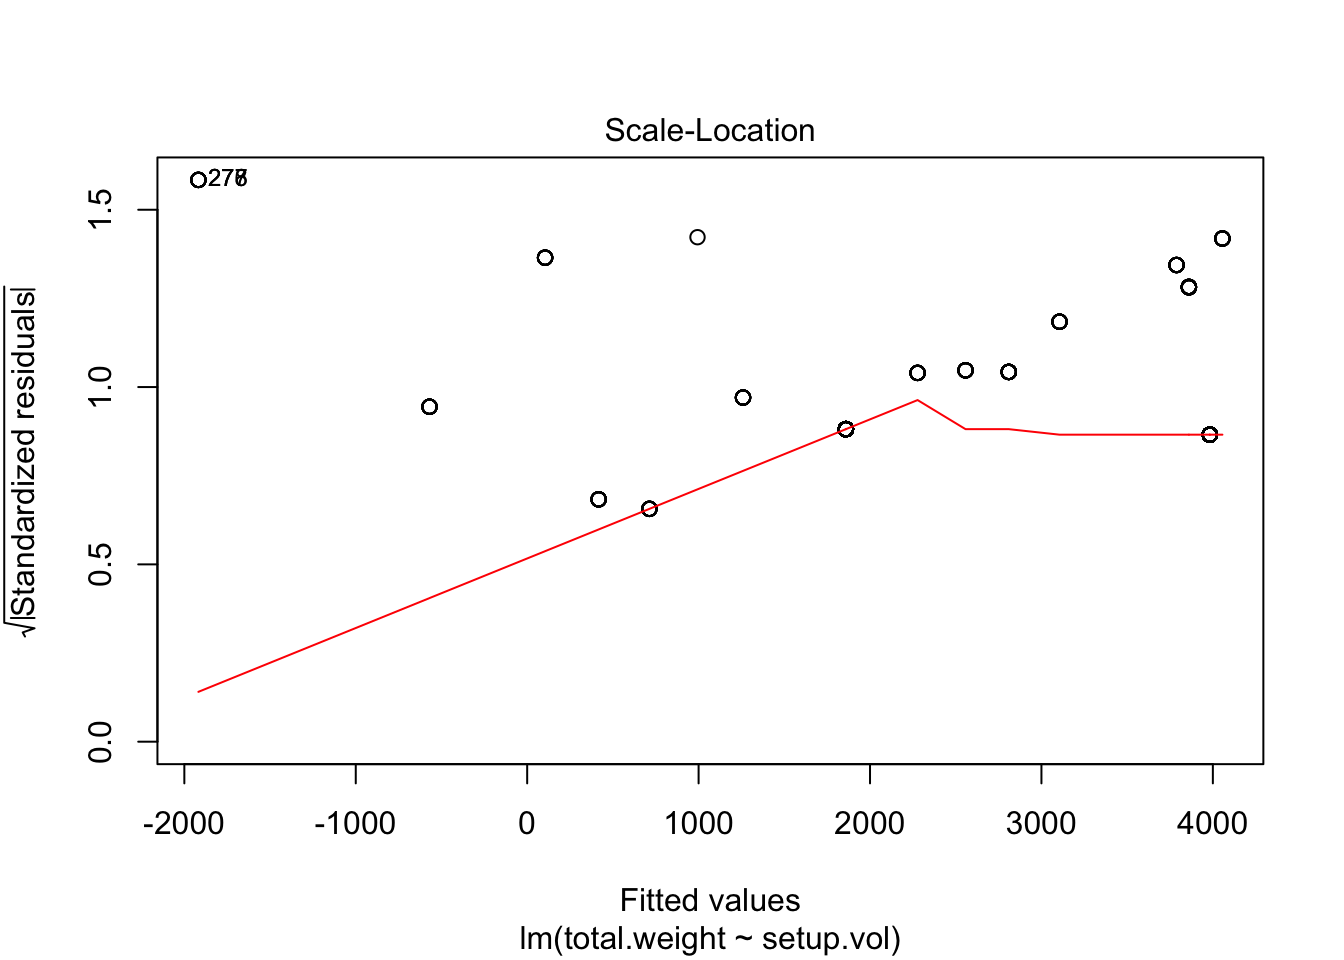 Scale-Location
√|Standardized residuals|
1.5
1.0
0.5
0.0
-2000 -1000 0 1000 2000 3000 4000
Fitted values
lm(total.weight ~ setup.vol)